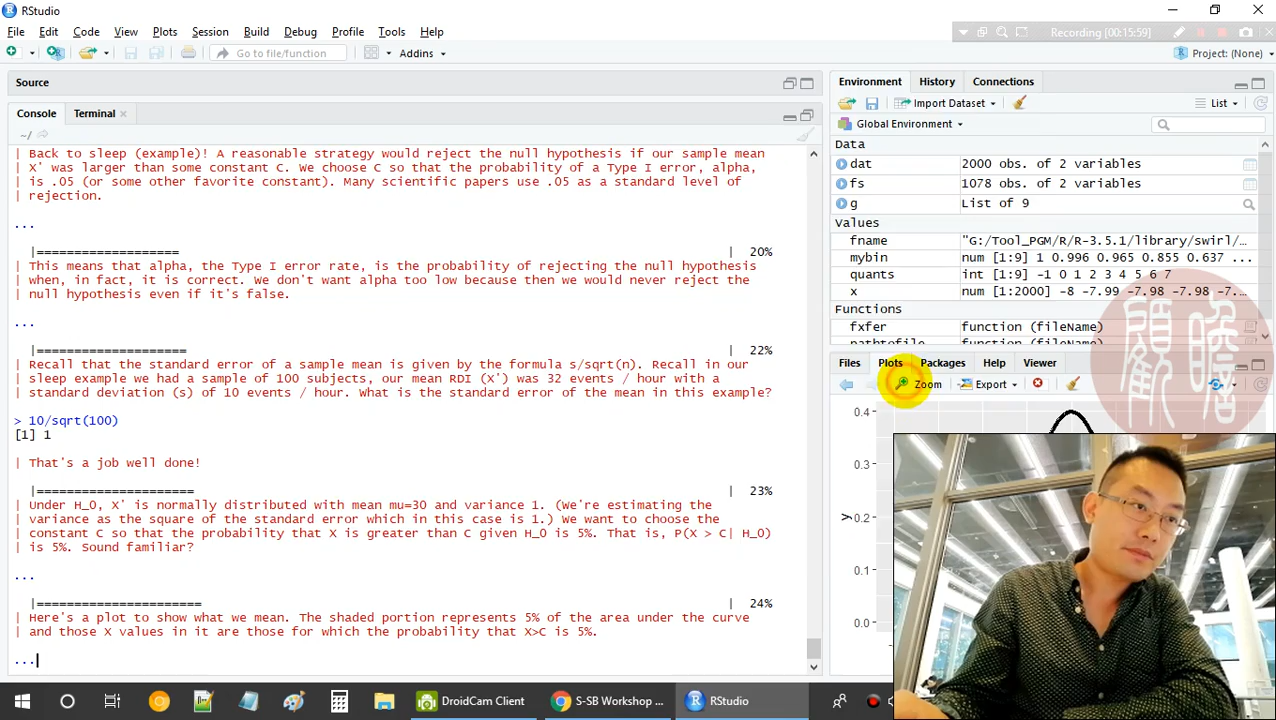 RStudio
File Edit Code View Plots Session Build Debug Profile Tools Help
Recording [00:15:59]
Go to file/function
Addins
Project: (None)
Source
Console Terminal
~/
| Back to sleep (example)! A reasonable strategy would reject the null hypothesis if our sample mean
| X' was larger than some constant C. We choose C so that the probability of a Type I error, alpha,
| is .05 (or some other favorite constant). Many scientific papers use .05 as a standard level of
| rejection.
...
|=================== | 20%
| This means that alpha, the Type I error rate, is the probability of rejecting the null hypothesis
| when, in fact, it is correct. We don't want alpha too low because then we would never reject the
| null hypothesis even if it's false.
...
|==================== | 22%
| Recall that the standard error of a sample mean is given by the formula s/sqrt(n). Recall in our
| sleep example we had a sample of 100 subjects, our mean RDI (X') was 32 events / hour with a
| standard deviation (s) of 10 events / hour. What is the standard error of the mean in this example?
> 10/sqrt(100)
[1] 1
| That's a job well done!
|===================== | 23%
| Under H_0, X' is normally distributed with mean mu=30 and variance 1. (We're estimating the
| variance as the square of the standard error which in this case is 1.) We want to choose the
| constant C so that the probability that X is greater than C given H_0 is 5%. That is, P(X > C| H_0)
| is 5%. Sound familiar?
...
|====================== | 24%
| Here's a plot to show what we mean. The shaded portion represents 5% of the area under the curve
| and those X values in it are those for which the probability that X>C is 5%.
...
Environment History Connections
Import Dataset
List
Global Environment
Data
dat 2000 obs. of 2 variables
fs 1078 obs. of 2 variables
g List of 9
Values
fname "G:/Tool_PGM/R/R-3.5.1/library/swirl/…
mybin num [1:9] 1 0.996 0.965 0.855 0.637 ...
quants int [1:9] -1 0 1 2 3 4 5 6 7
x num [1:2000] -8 -7.99 -7.98 -7.98 -7.…
Functions
fxfer function (fileName)
pathtofile function (fileName)
Files Plots Packages Help Viewer
Zoom Export
0.4
0.3
0.2
0.1
0.0
y
DroidCam Client
S-SB Workshop ...
RStudio